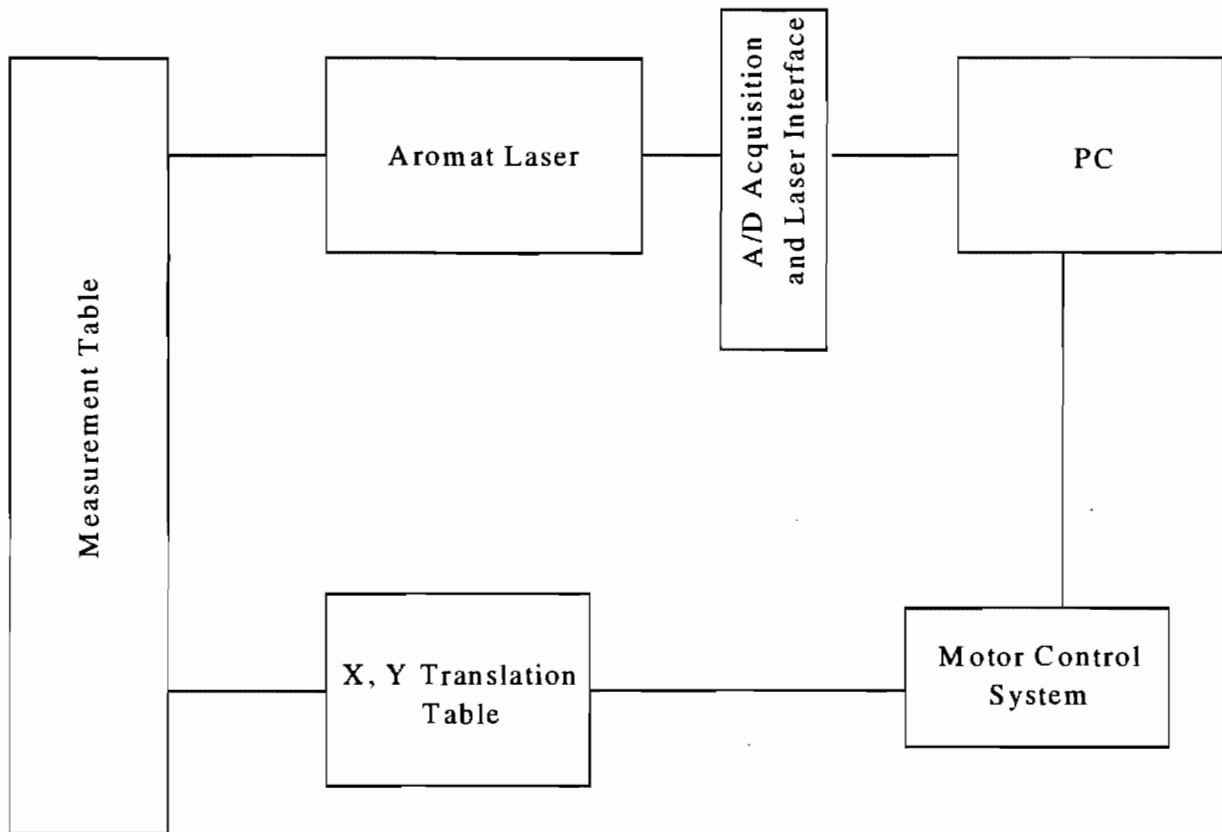 Measurement Table
Aromat Laser
A/D Acquisition
and Laser Interface
PC
X, Y Translation
Table
Motor Control
System